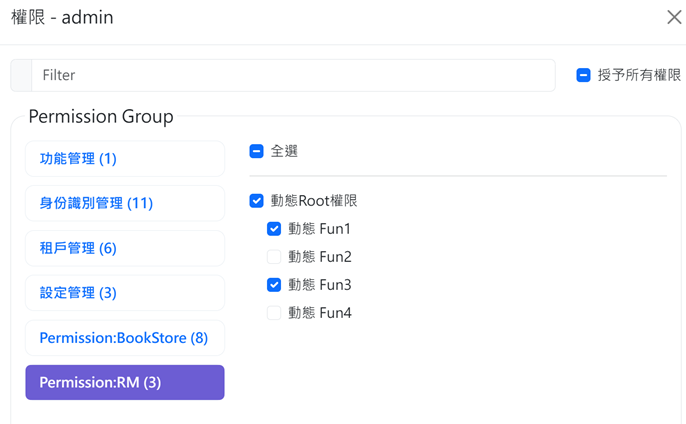 權限 - admin
Filter
授予所有權限
Permission Group
功能管理 (1)
身份識別管理 (11)
租戶管理 (6)
設定管理 (3)
Permission:BookStore (8)
Permission:RM (3)
全選
動態Root權限
動態 Fun1
動態 Fun2
動態 Fun3
動態 Fun4